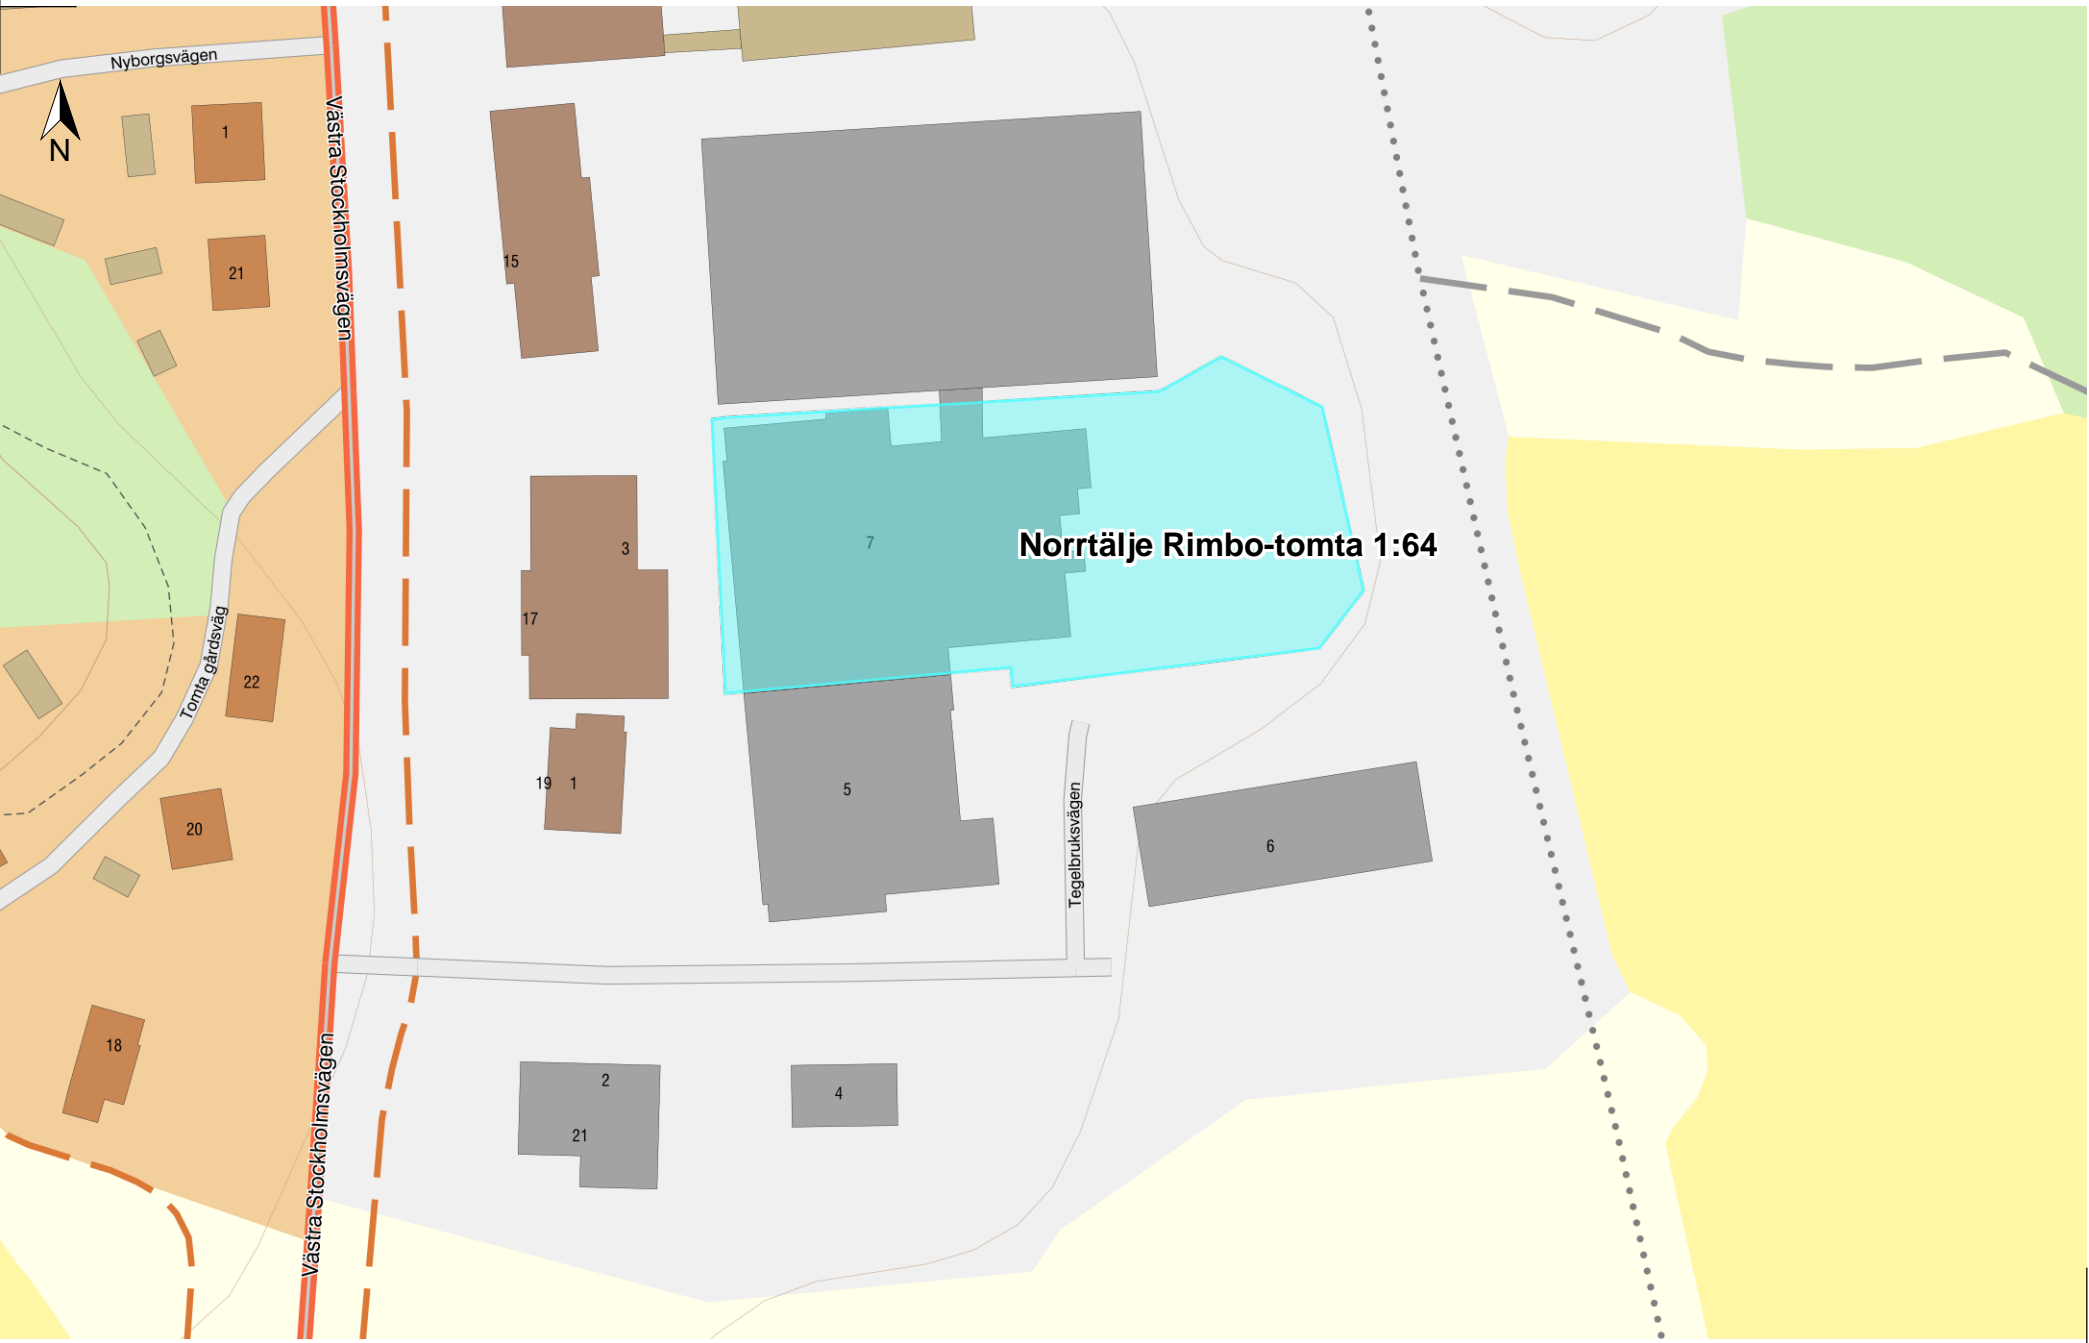 Nyborgsvägen
N
1
Västra Stockholmsvägen
21
15
3
7
Norrtälje Rimbo-tomta 1:64
17
Tomta gårdsväg
22
19
1
5
20
Tegelbruksvägen
6
18
2
4
21
Västra Stockholmsvägen